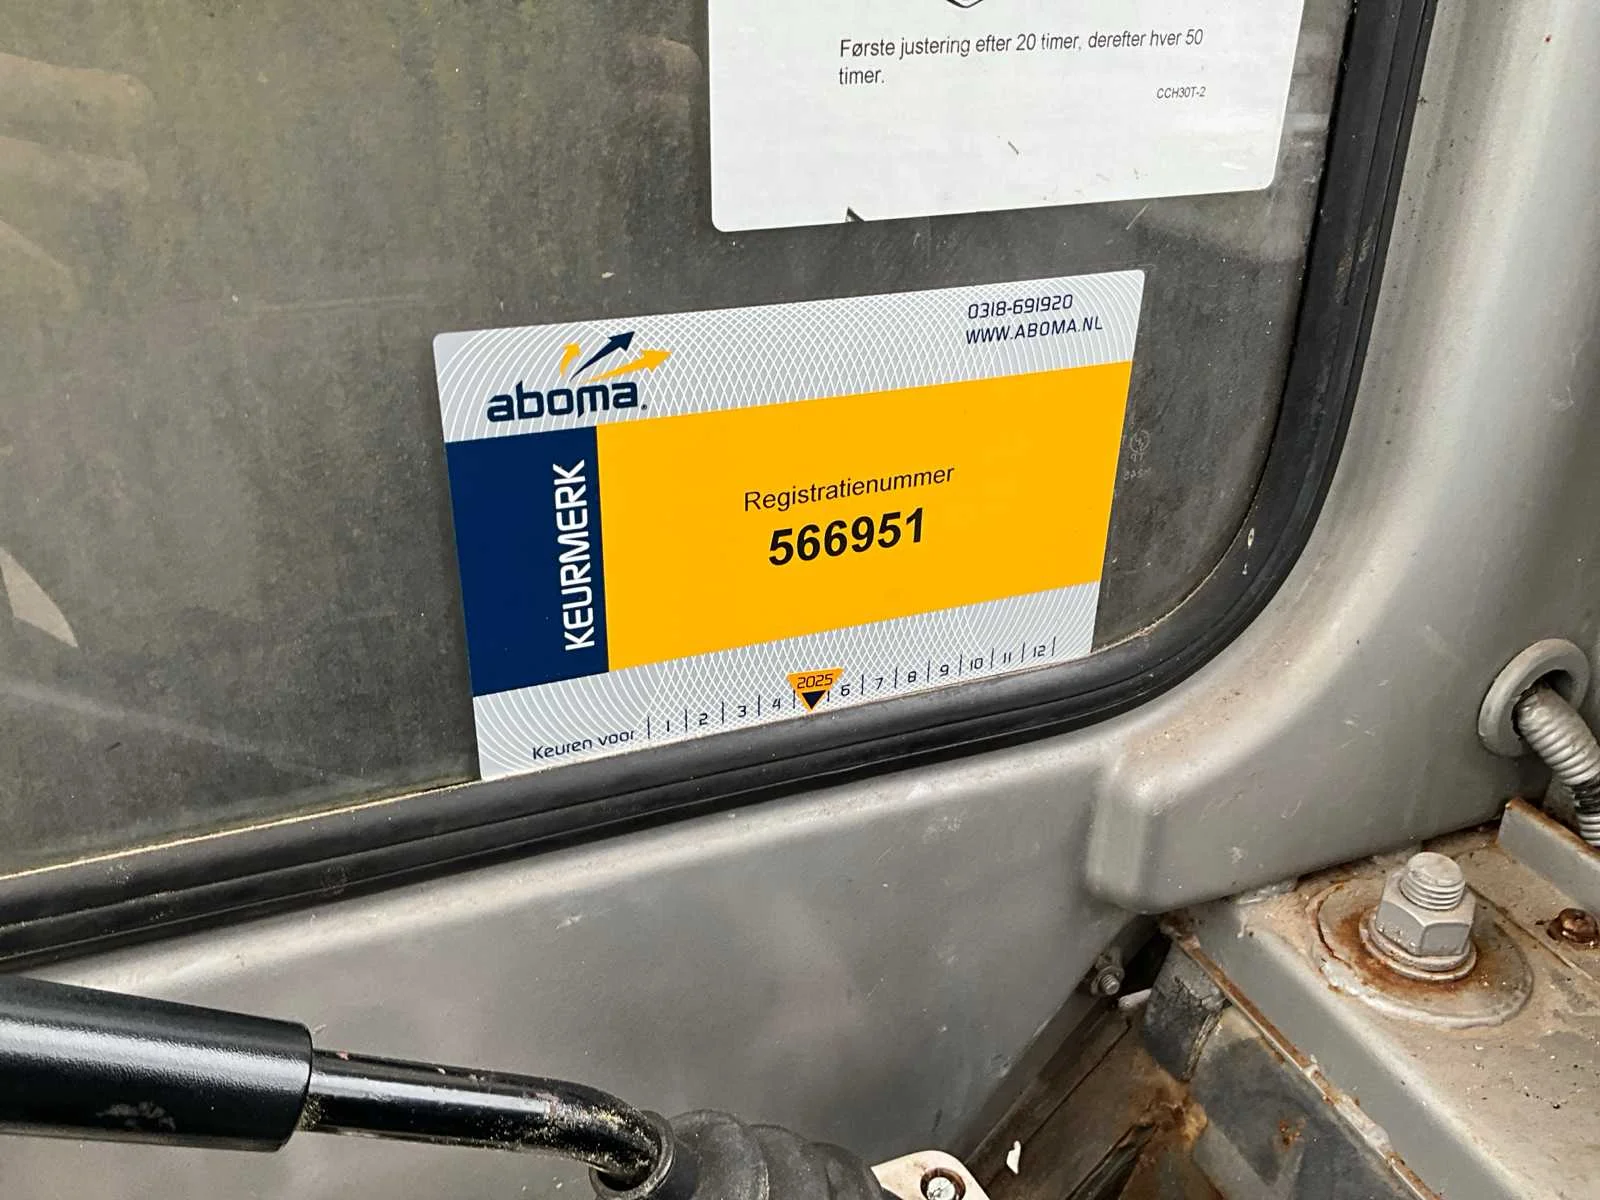 Første justering efter 20 timer, derefter hver 50
timer.
CCH30T-2
aboma.
0318-691920
WWW.ABOMA.NL
KEURMERK
Registratienummer
566951
2025
Keuren voor | 1 | 2 | 3 | 4 | 6 | 7 | 8 | 9 | 10 | 11 | 12 |